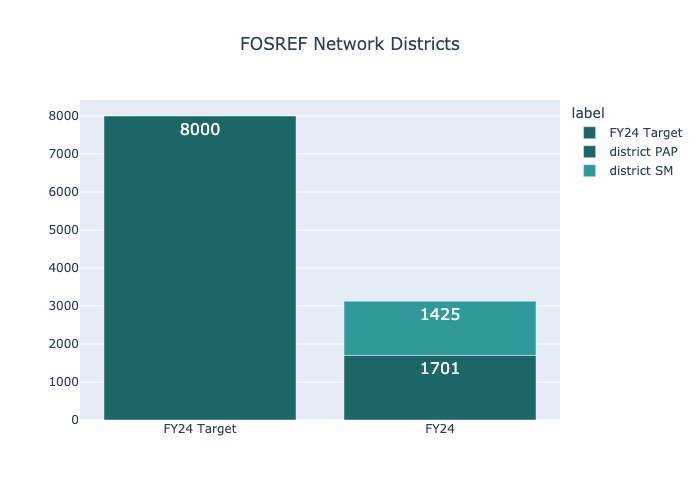 FOSREF Network Districts
label
FY24 Target
district PAP
district SM
8000
7000
6000
5000
4000
3000
2000
1000
0
8000
1425
1701
FY24 Target
FY24